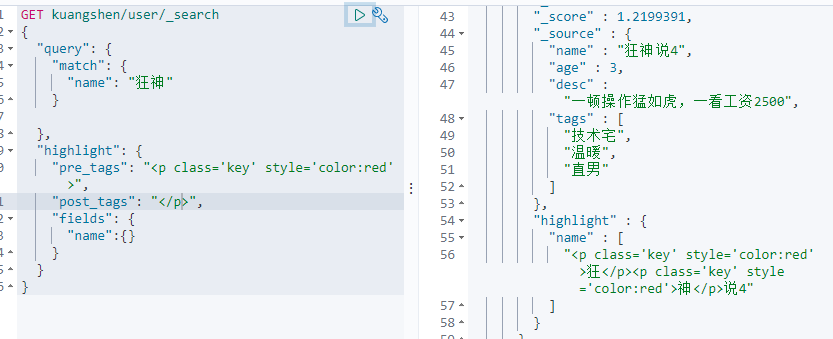 GET kuangshen/user/_search
{
"query": {
"match": {
"name": "狂神"
}
},
"highlight": {
"pre_tags": "<p class='key' style='color:red'
>",
"post_tags": "</p>",
"fields": {
"name":{}
}
}
}
43 "_score" : 1.2199391,
44 "_source" : {
45 "name" : "狂神说4",
46 "age" : 3,
47 "desc" :
"一顿操作猛如虎，一看工资2500",
48 "tags" : [
49 "技术宅",
50 "温暖",
51 "直男"
52 ]
53 },
54 "highlight" : {
55 "name" : [
56 "<p class='key' style='color:red'
>狂</p><p class='key' style
='color:red'>神</p>说4"
57 ]
58 }